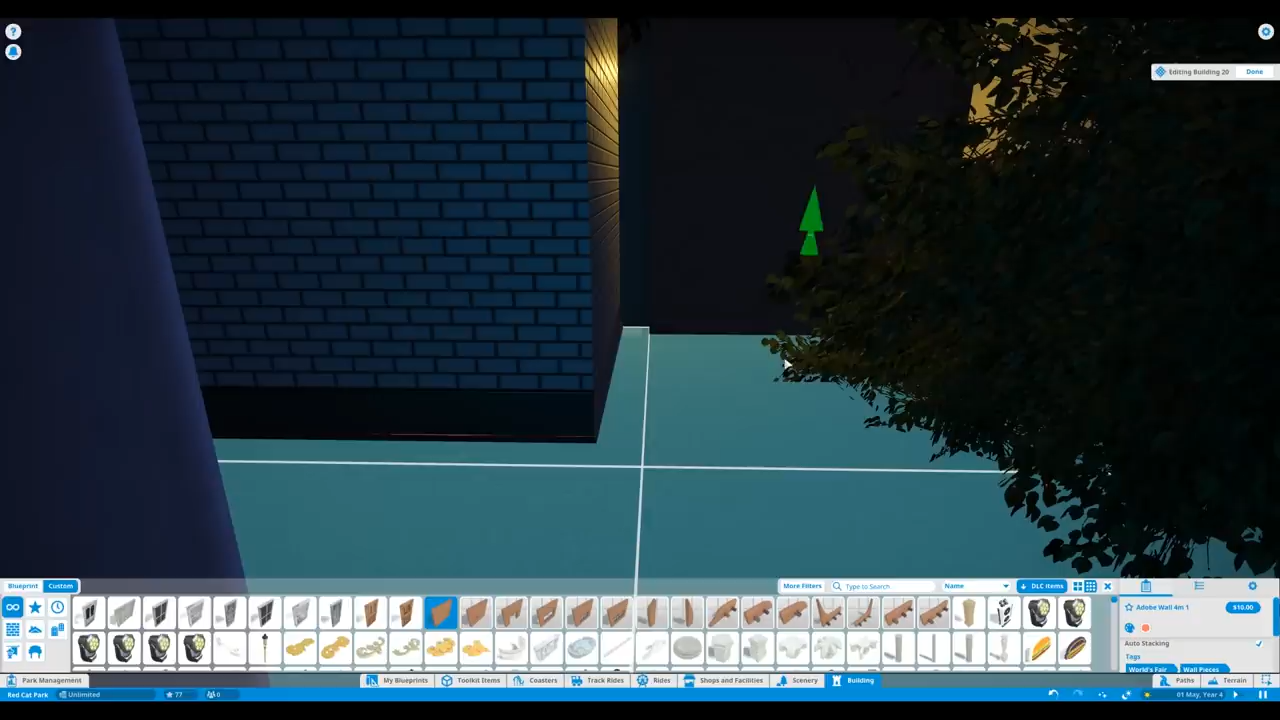 ?
Editing Building 20 Done
Blueprint Custom More Filters Type to Search Name DLC Items
Adobe Wall 4m 1 $10.00
Auto Stacking
Tags
World's Fair Wall Pieces
Park Management My Blueprints Toolkit Items Coasters Track Rides Rides Shops and Facilities Scenery Building Paths Terrain
Red Cat Park Unlimited 77 0 01 May, Year 4